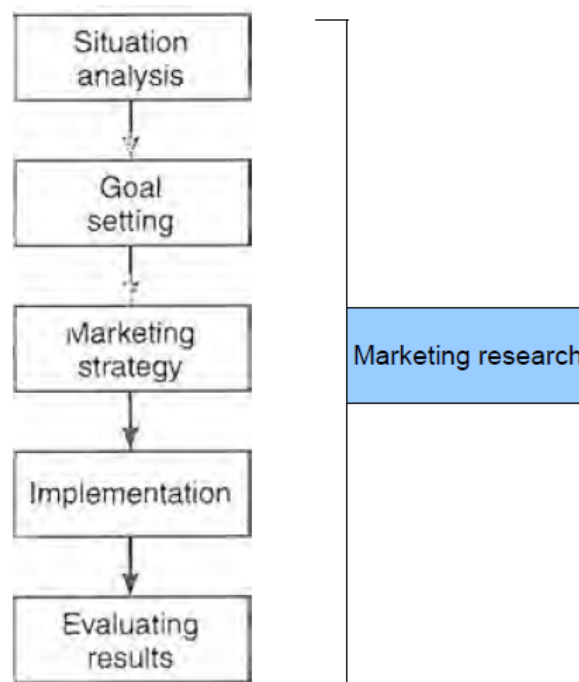 Situation
analysis
Goal
setting
Marketing
strategy
Marketing research
Implementation
Evaluating
results